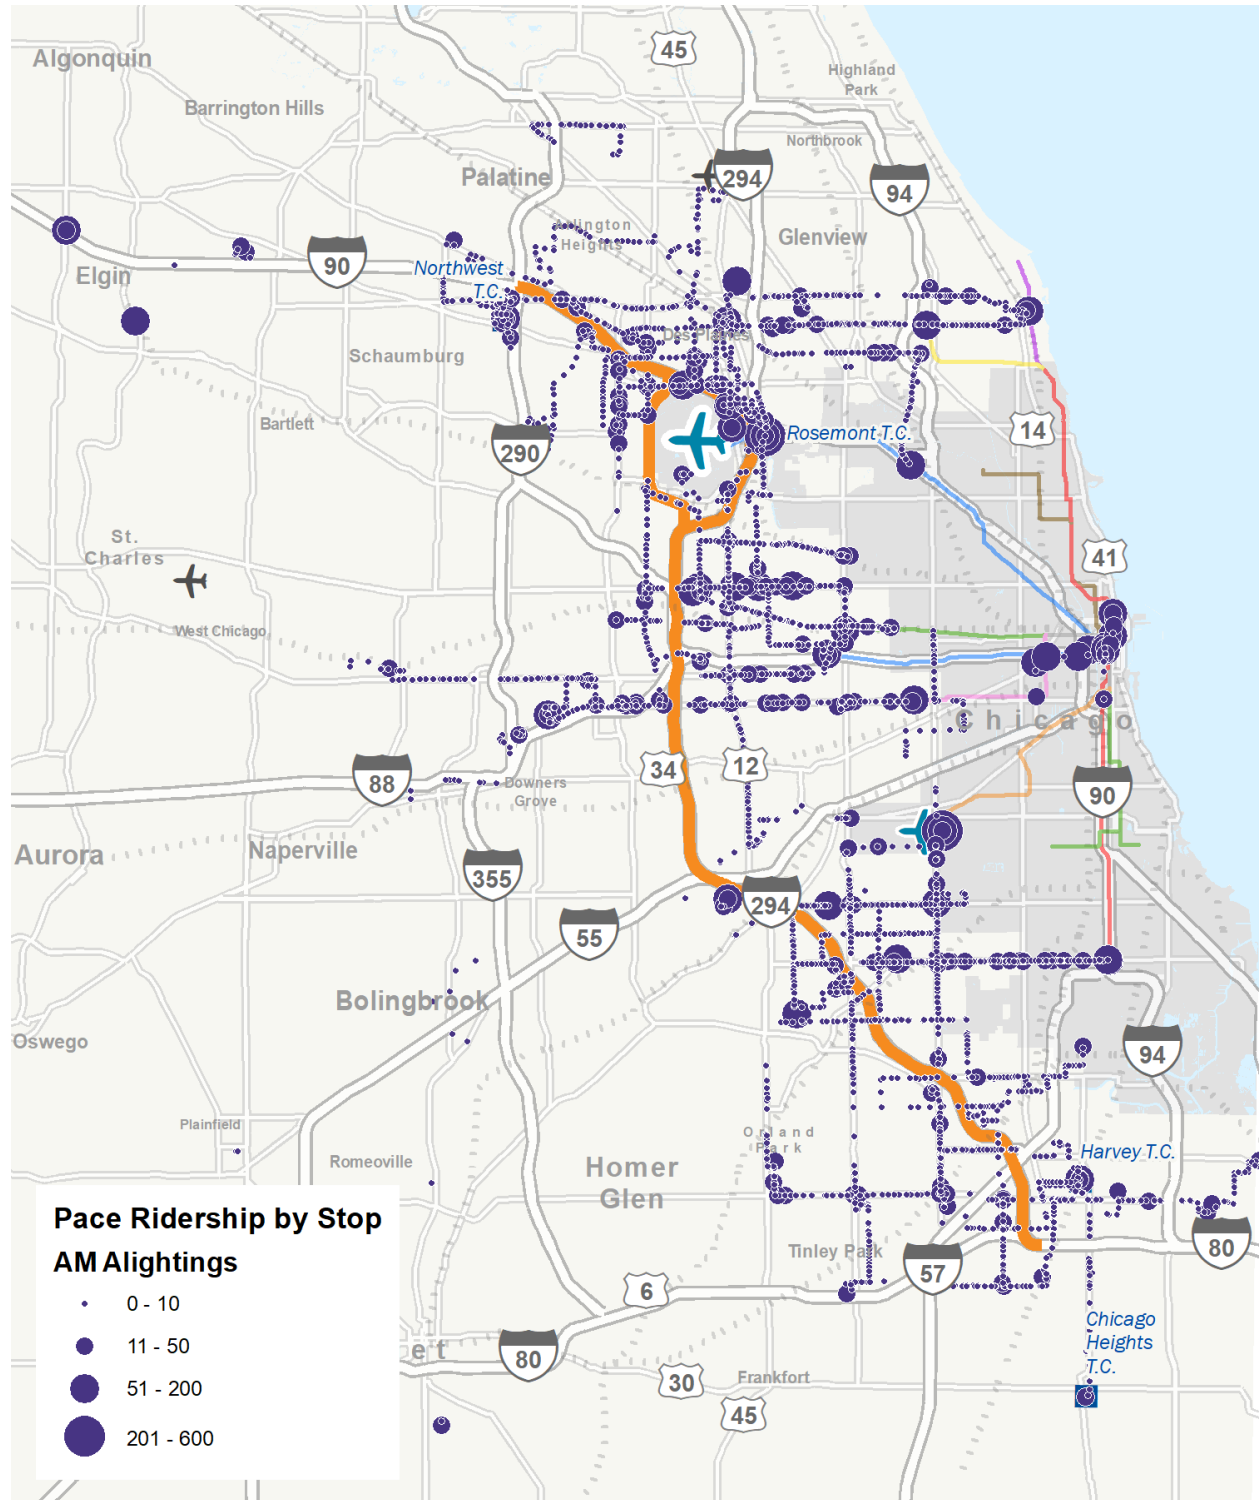 45
Algonquin
Highland
Park
Barrington Hills
Northbrook
294
Palatine
94
Arlington
Heights
Glenview
90
Northwest
T.C.
Elgin
Des Plaines
Schaumburg
Bartlett
14
Rosemont T.C.
290
St.
Charles
41
West Chicago
Chicago
34
12
88
Downers
Grove
90
Aurora
Naperville
355
294
55
Bolingbrook
Oswego
94
Plainfield
Orland
Park
Harvey T.C.
Romeoville
Homer
Glen
Pace Ridership by Stop
Tinley Park
80
AM Alightings
57
6
0 - 10
Chicago
Heights
T.C.
11 - 50
et
80
51 - 200
30
Frankfort
45
201 - 600